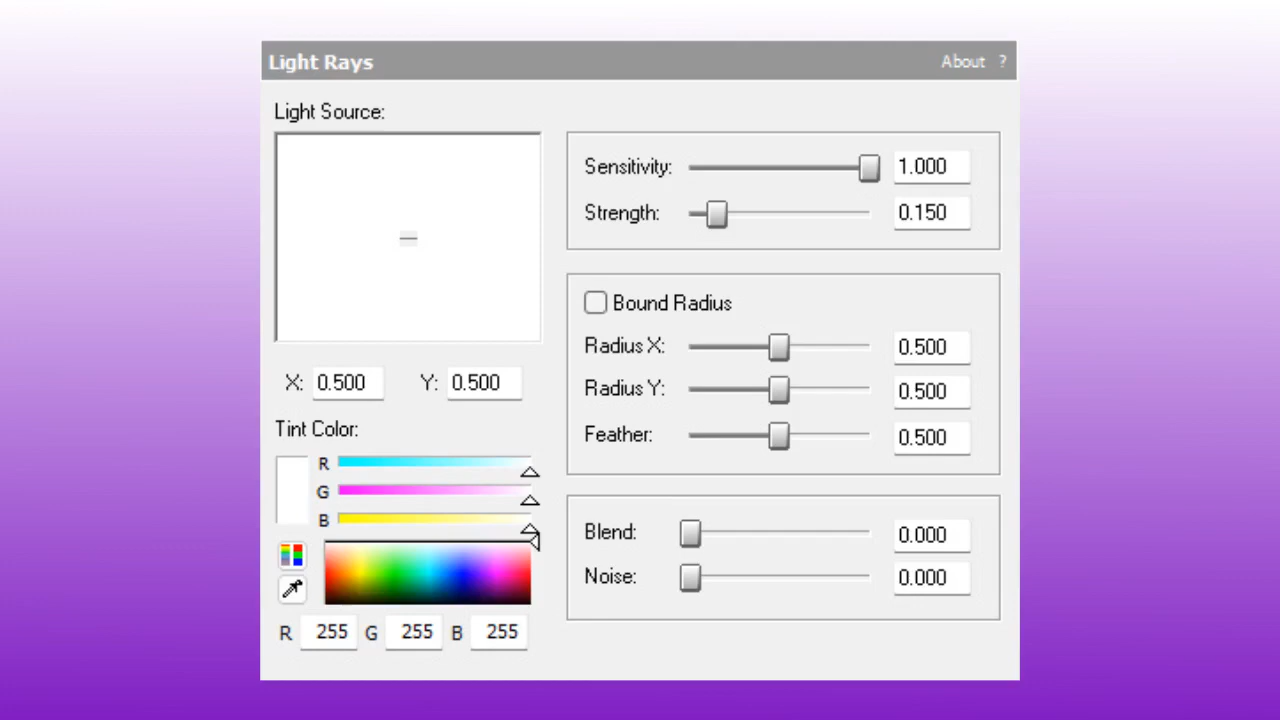 Light Rays About ?
Light Source:
X: 0.500 Y: 0.500
Tint Color:
R
G
B
R 255 G 255 B 255
Sensitivity: 1.000
Strength: 0.150
Bound Radius
Radius X: 0.500
Radius Y: 0.500
Feather: 0.500
Blend: 0.000
Noise: 0.000